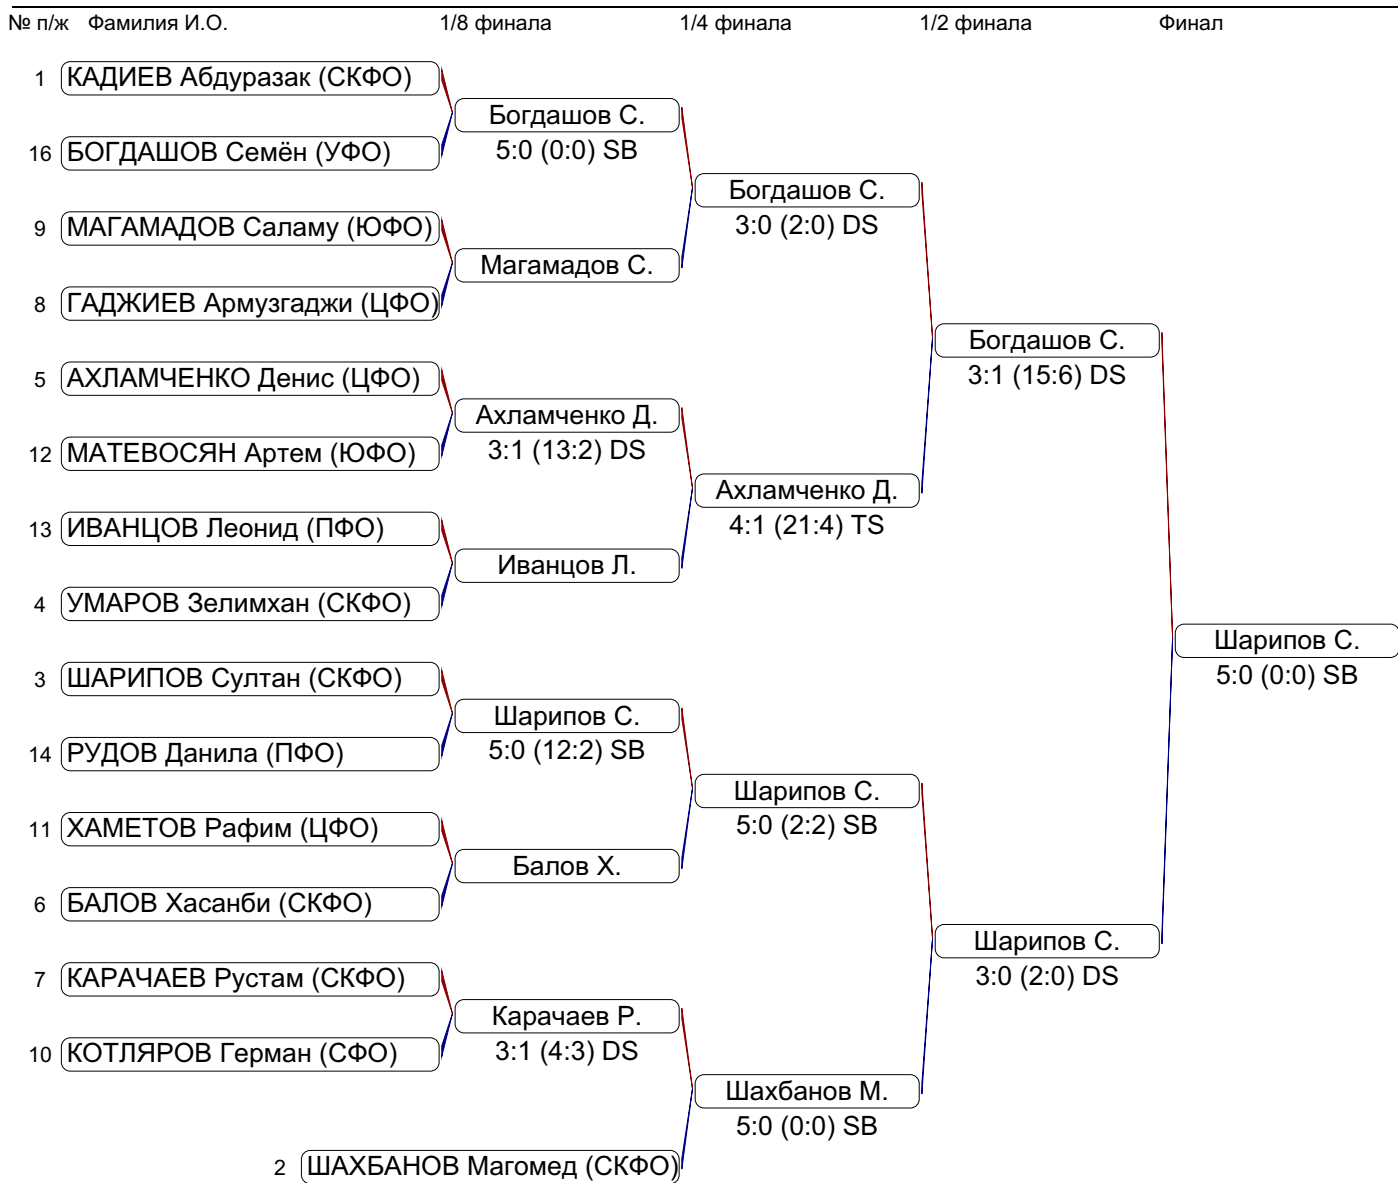 № п/ж Фамилия И.О. 1/8 финала 1/4 финала 1/2 финала Финал
1 КАДИЕВ Абдуразак (СКФО)
Богдашов С.
5:0 (0:0) SB
16 БОГДАШОВ Семён (УФО)
Богдашов С.
3:0 (2:0) DS
9 МАГАМАДОВ Саламу (ЮФО)
Магамадов С.
8 ГАДЖИЕВ Армузгаджи (ЦФО)
Богдашов С.
3:1 (15:6) DS
5 АХЛАМЧЕНКО Денис (ЦФО)
Ахламченко Д.
3:1 (13:2) DS
12 МАТЕВОСЯН Артем (ЮФО)
Ахламченко Д.
4:1 (21:4) TS
13 ИВАНЦОВ Леонид (ПФО)
Иванцов Л.
4 УМАРОВ Зелимхан (СКФО)
Шарипов С.
5:0 (0:0) SB
3 ШАРИПОВ Султан (СКФО)
Шарипов С.
5:0 (12:2) SB
14 РУДОВ Данила (ПФО)
Шарипов С.
5:0 (2:2) SB
11 ХАМЕТОВ Рафим (ЦФО)
Балов Х.
6 БАЛОВ Хасанби (СКФО)
Шарипов С.
3:0 (2:0) DS
7 КАРАЧАЕВ Рустам (СКФО)
Карачаев Р.
3:1 (4:3) DS
10 КОТЛЯРОВ Герман (СФО)
Шахбанов М.
5:0 (0:0) SB
2 ШАХБАНОВ Магомед (СКФО)